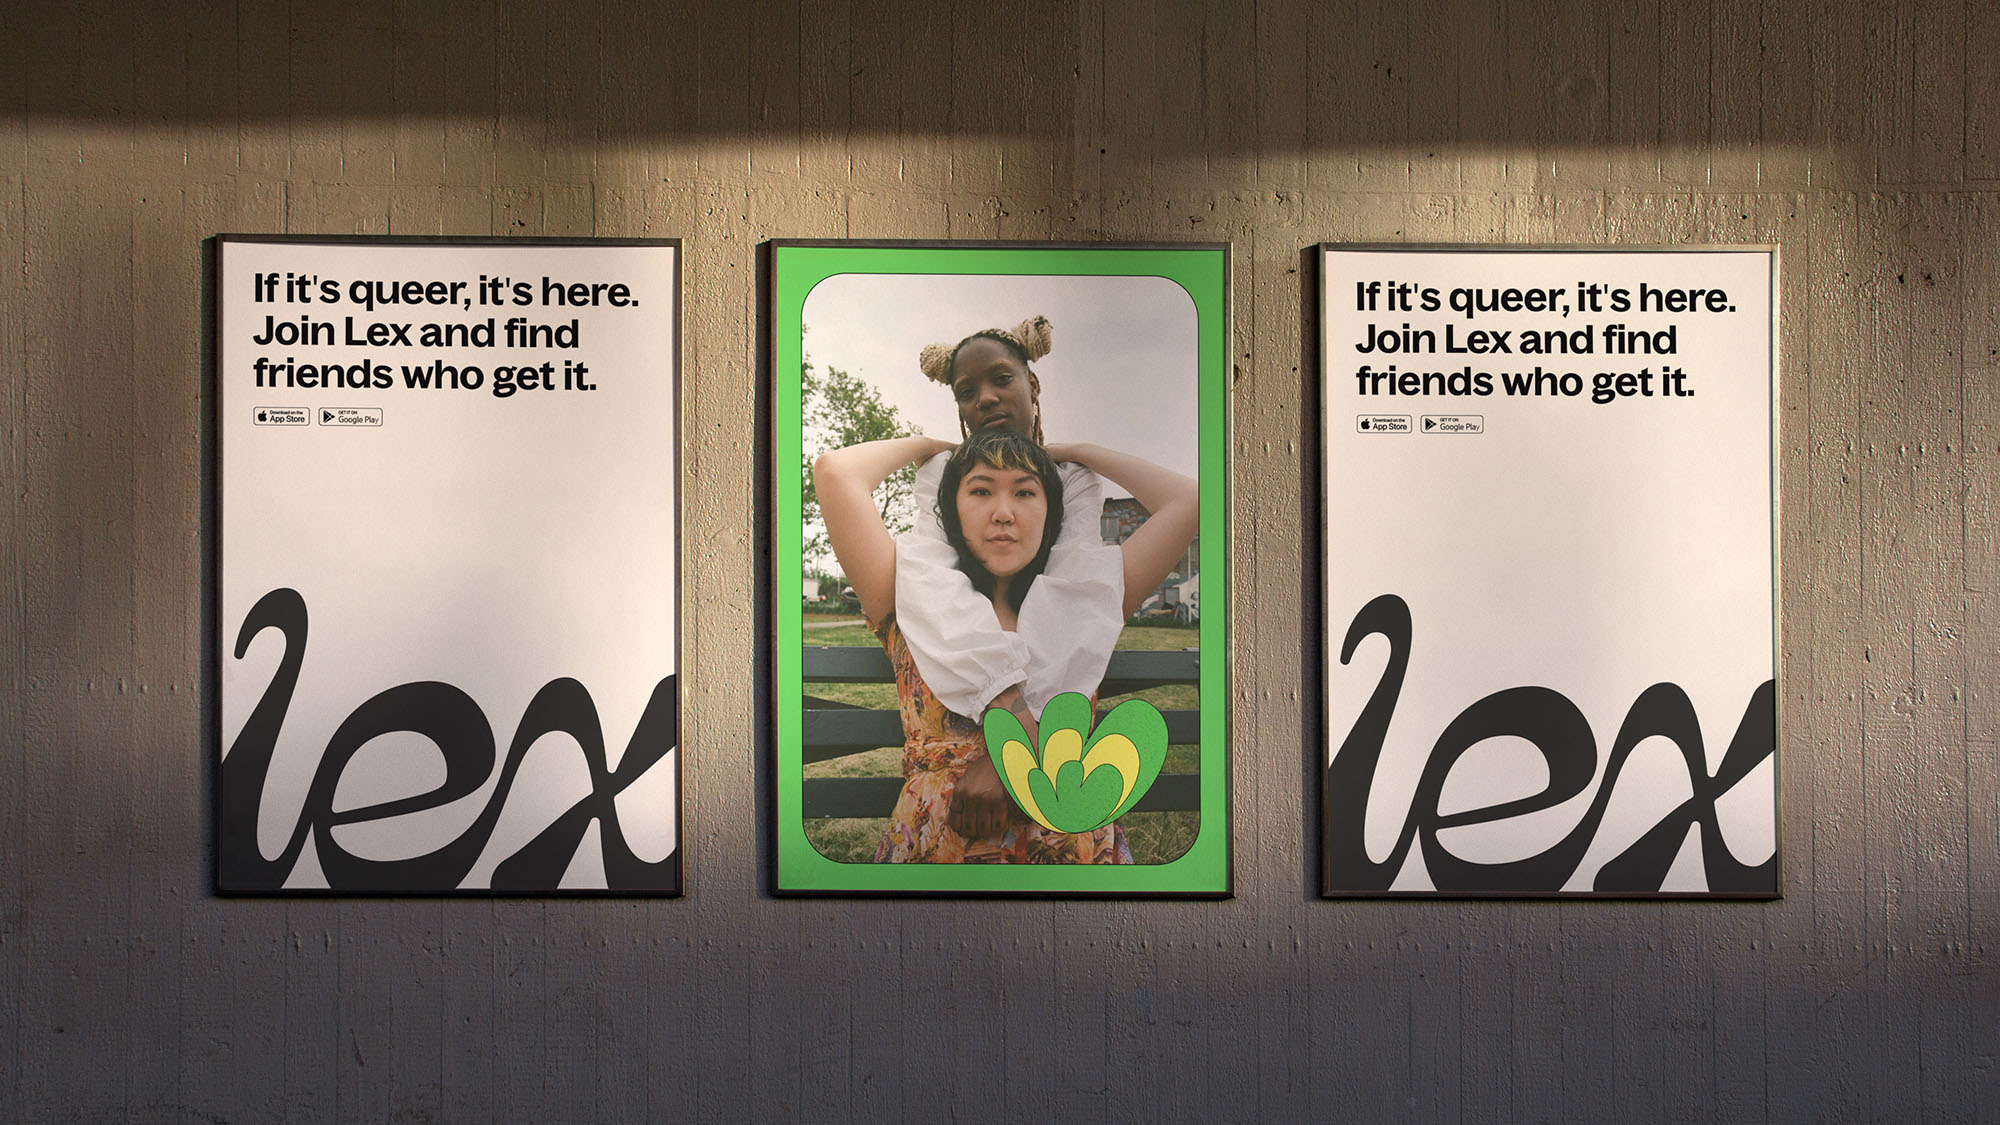 If it's queer, it's here.
Join Lex and find
friends who get it.
Download on the
App Store
GET IT ON
Google Play
lex
If it's queer, it's here.
Join Lex and find
friends who get it.
Download on the
App Store
GET IT ON
Google Play
lex